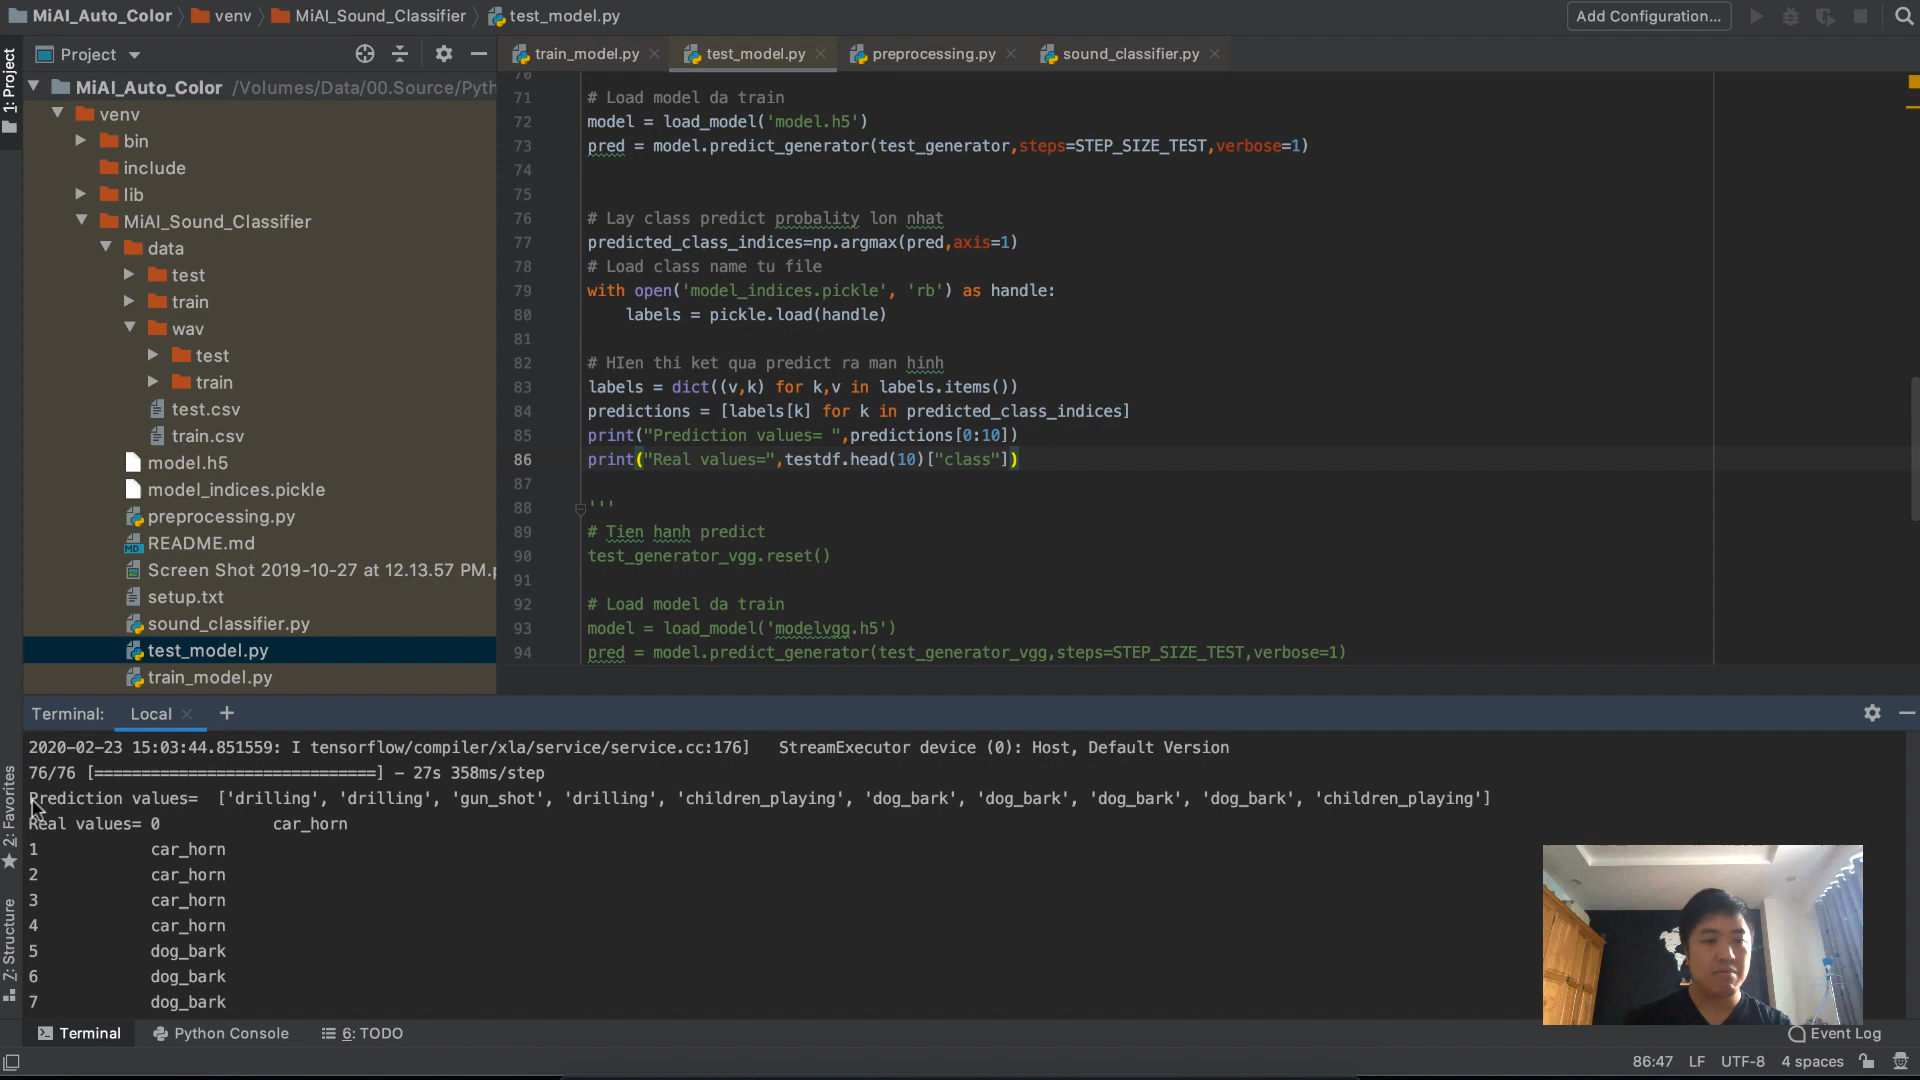 MiAI_Auto_Color venv MiAI_Sound_Classifier test_model.py Add Configuration...
Project train_model.py test_model.py preprocessing.py sound_classifier.py
1: Project
MiAI_Auto_Color /Volumes/Data/00.Source/Pyth
venv
bin
include
lib
MiAI_Sound_Classifier
data
test
train
wav
test
train
test.csv
train.csv
model.h5
model_indices.pickle
preprocessing.py
README.md
Screen Shot 2019-10-27 at 12.13.57 PM.p
setup.txt
sound_classifier.py
test_model.py
train_model.py
70
71 # Load model da train
72 model = load_model('model.h5')
73 pred = model.predict_generator(test_generator,steps=STEP_SIZE_TEST,verbose=1)
74
75
76 # Lay class predict probality lon nhat
77 predicted_class_indices=np.argmax(pred,axis=1)
78 # Load class name tu file
79 with open('model_indices.pickle', 'rb') as handle:
80 labels = pickle.load(handle)
81
82 # HIen thi ket qua predict ra man hinh
83 labels = dict((v,k) for k,v in labels.items())
84 predictions = [labels[k] for k in predicted_class_indices]
85 print("Prediction values= ",predictions[0:10])
86 print("Real values=",testdf.head(10)["class"])
87
88 '''
89 # Tien hanh predict
90 test_generator_vgg.reset()
91
92 # Load model da train
93 model = load_model('modelvgg.h5')
94 pred = model.predict_generator(test_generator_vgg,steps=STEP_SIZE_TEST,verbose=1)
Terminal: Local
2020-02-23 15:03:44.851559: I tensorflow/compiler/xla/service/service.cc:176] StreamExecutor device (0): Host, Default Version
76/76 [==============================] - 27s 358ms/step
Prediction values= ['drilling', 'drilling', 'gun_shot', 'drilling', 'children_playing', 'dog_bark', 'dog_bark', 'dog_bark', 'dog_bark', 'children_playing']
Real values= 0 car_horn
1 car_horn
2 car_horn
3 car_horn
4 car_horn
5 dog_bark
6 dog_bark
7 dog_bark
2: Favorites
Z: Structure
Terminal Python Console 6: TODO Event Log
86:47 LF UTF-8 4 spaces